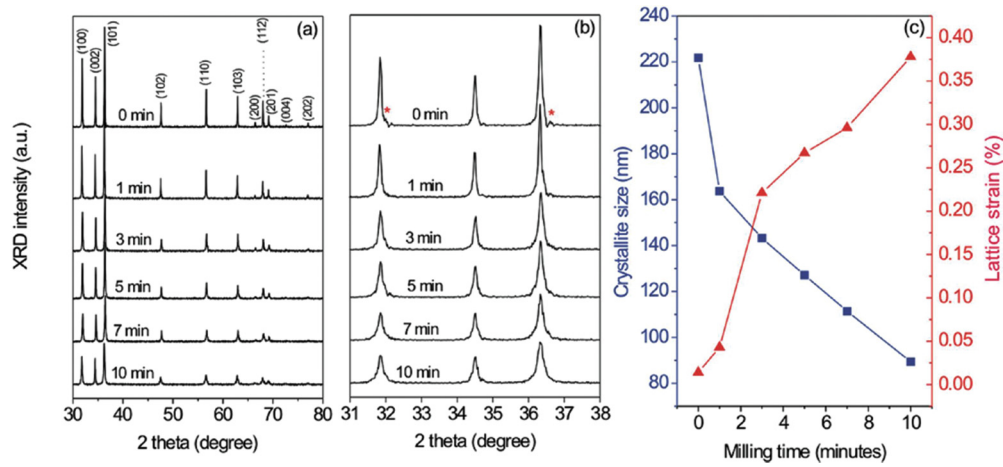 (a)
(100)
(002)
(101)
(102)
(110)
(103)
(200)
(112)
(201)
(004)
(202)
0 min
1 min
3 min
5 min
7 min
10 min
XRD intensity (a.u.)
30 40 50 60 70 80
2 theta (degree)
(b)
* *
0 min
1 min
3 min
5 min
7 min
10 min
31 32 33 34 35 36 37 38
2 theta (degree)
(c)
240
220
200
180
160
140
120
100
80
Crystallite size (nm)
0.40
0.35
0.30
0.25
0.20
0.15
0.10
0.05
0.00
Lattice strain (%)
0 2 4 6 8 10
Milling time (minutes)